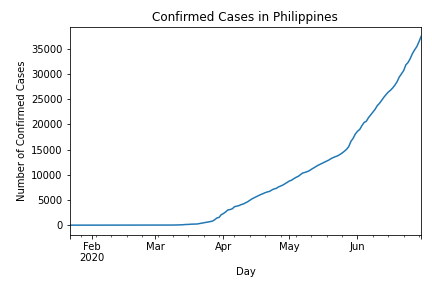 Confirmed Cases in Philippines
Number of Confirmed Cases
35000
30000
25000
20000
15000
10000
5000
0
Feb
2020
Mar
Apr
May
Jun
Day